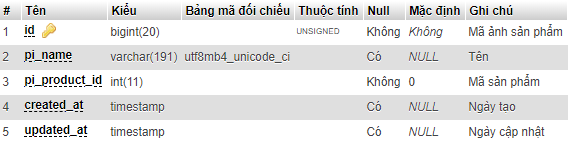 # Tên Kiểu Bảng mã đối chiếu Thuộc tính Null Mặc định Ghi chú
1 id bigint(20) UNSIGNED Không Không Mã ảnh sản phẩm
2 pi_name varchar(191) utf8mb4_unicode_ci Có NULL Tên
3 pi_product_id int(11) Không 0 Mã sản phẩm
4 created_at timestamp Có NULL Ngày tạo
5 updated_at timestamp Có NULL Ngày cập nhật